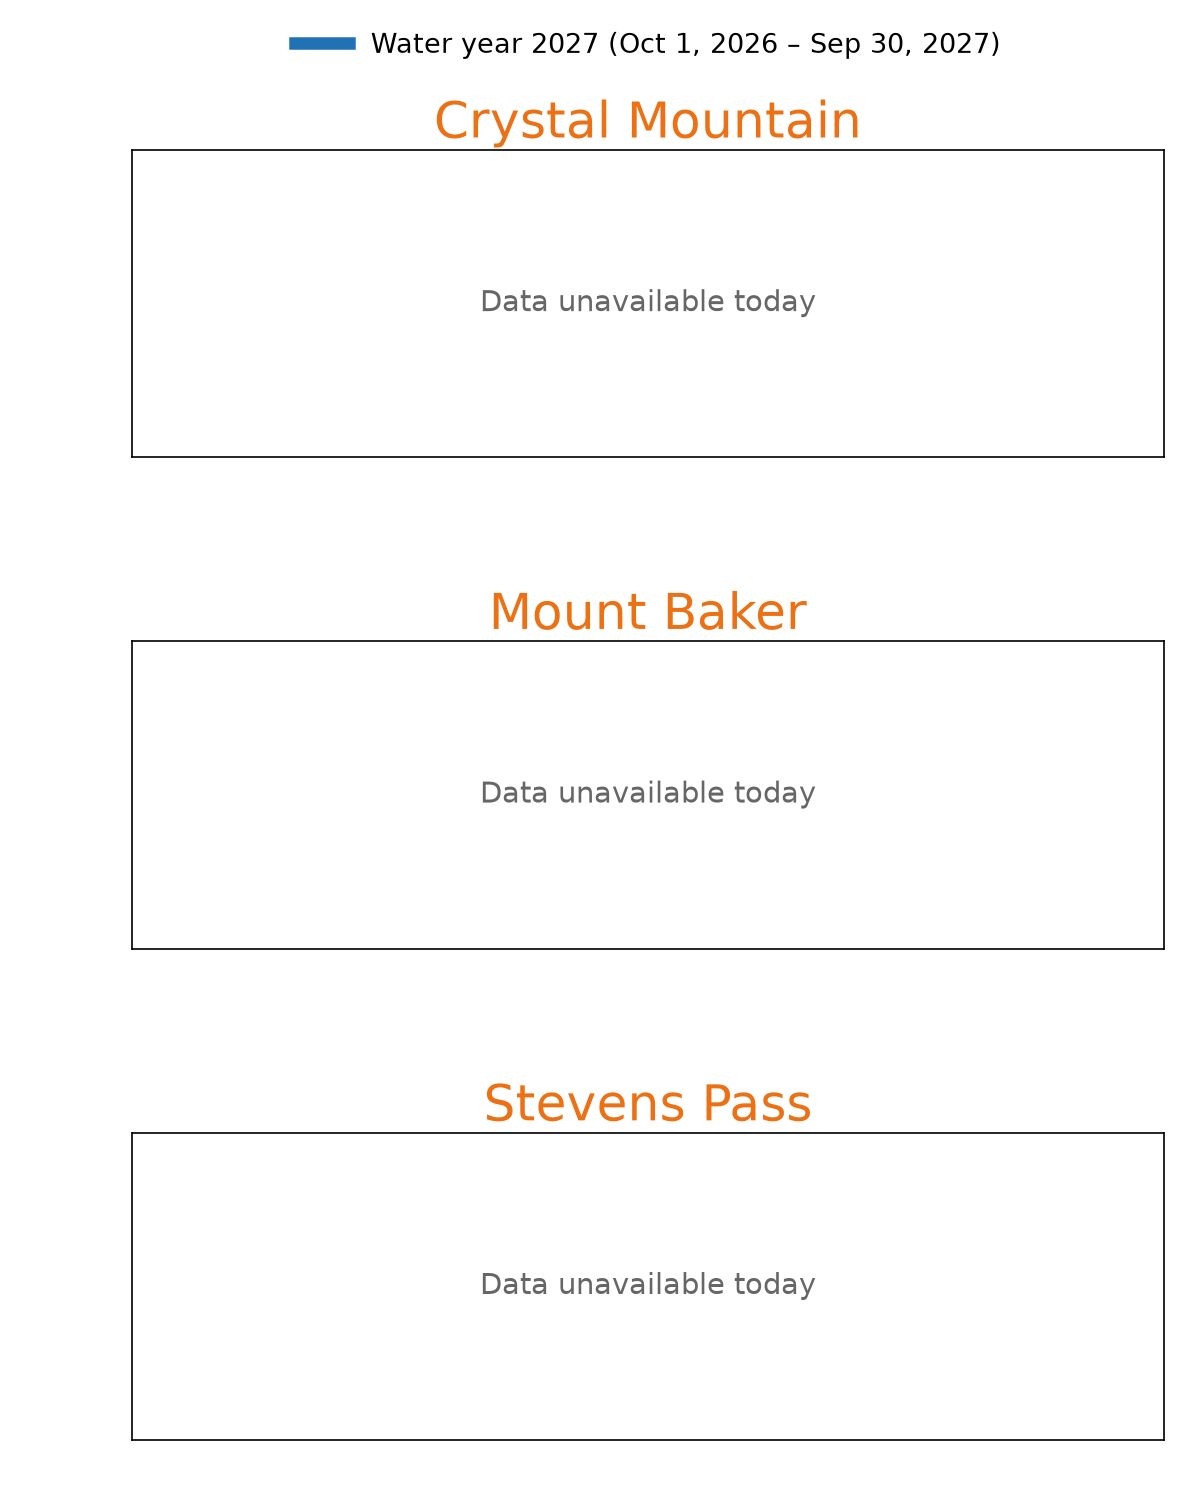 Water year 2027 (Oct 1, 2026 – Sep 30, 2027)
Crystal Mountain
Data unavailable today
Mount Baker
Data unavailable today
Stevens Pass
Data unavailable today